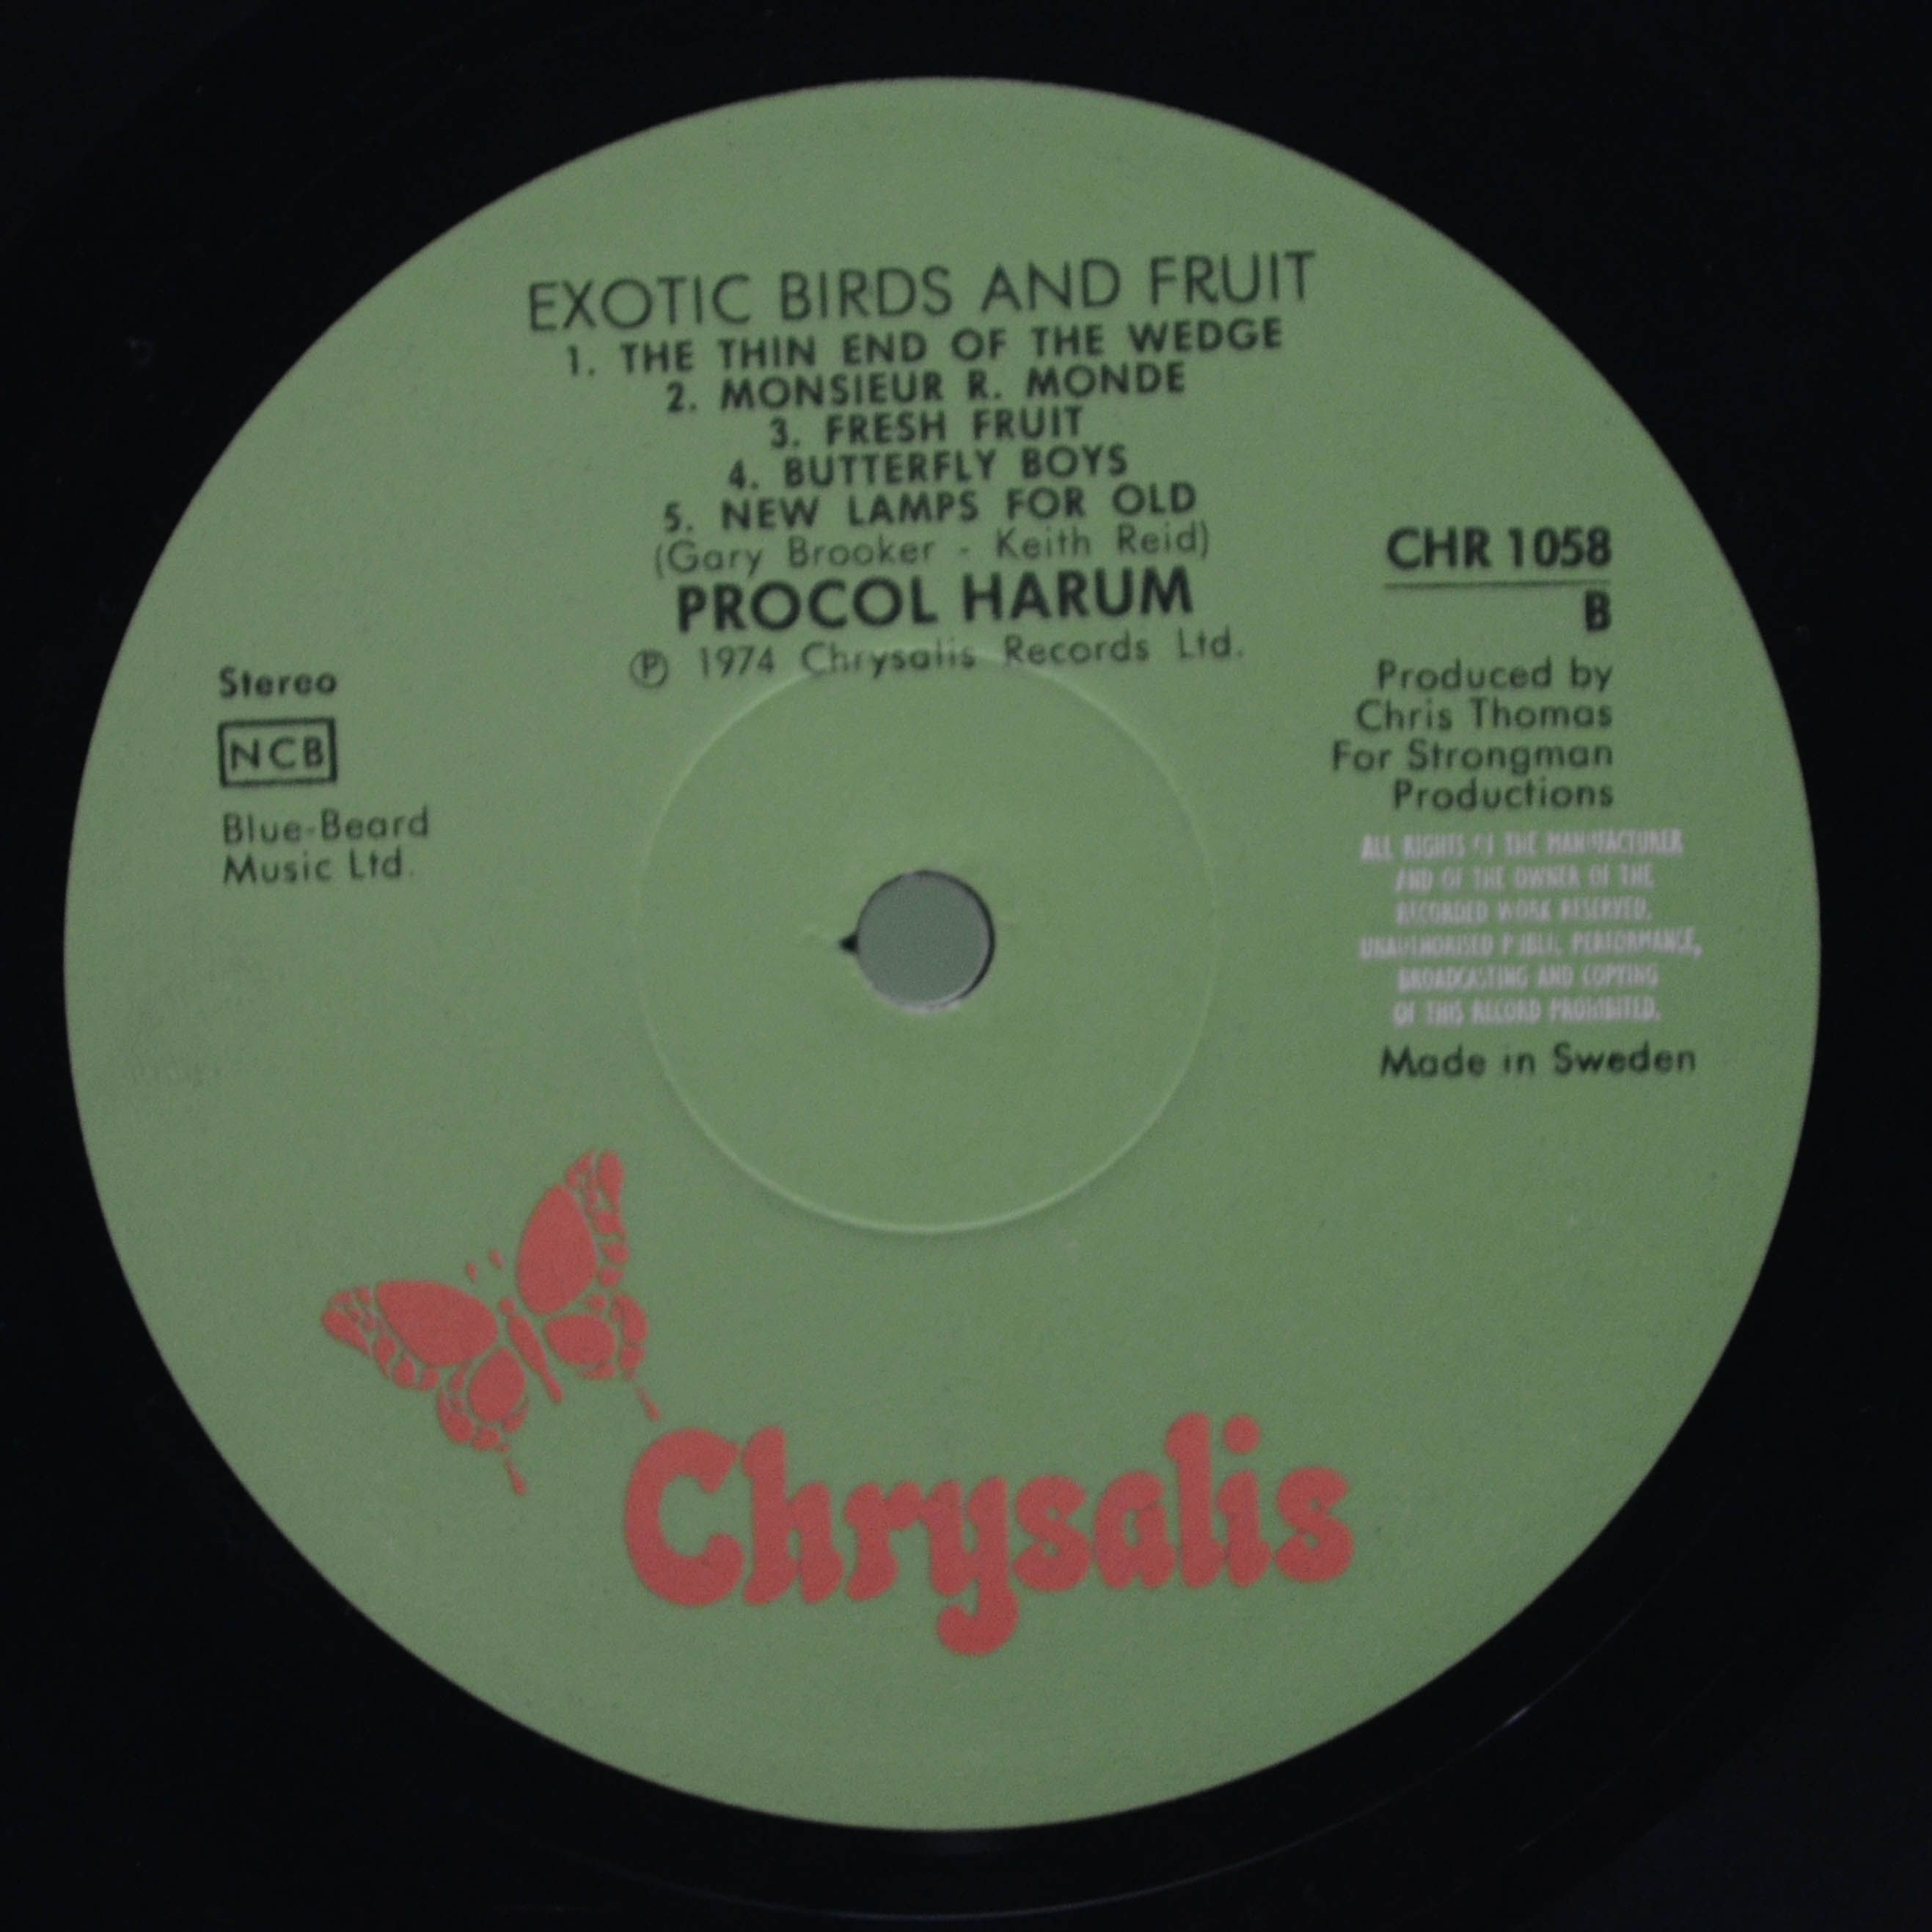 EXOTIC BIRDS AND FRUIT
1. THE THIN END OF THE WEDGE
2. MONSIEUR R. MONDE
3. FRESH FRUIT
4. BUTTERFLY BOYS
5. NEW LAMPS FOR OLD
(Gary Brooker - Keith Reid)
PROCOL HARUM
℗ 1974 Chrysalis Records Ltd.
CHR 1058
B
Produced by
Chris Thomas
For Strongman
Productions
ALL RIGHTS OF THE MANUFACTURER
AND OF THE OWNER OF THE
RECORDED WORK RESERVED.
UNAUTHORISED PUBLIC PERFORMANCE,
BROADCASTING AND COPYING
OF THIS RECORD PROHIBITED.
Made in Sweden
Stereo
NCB
Blue-Beard
Music Ltd.
Chrysalis